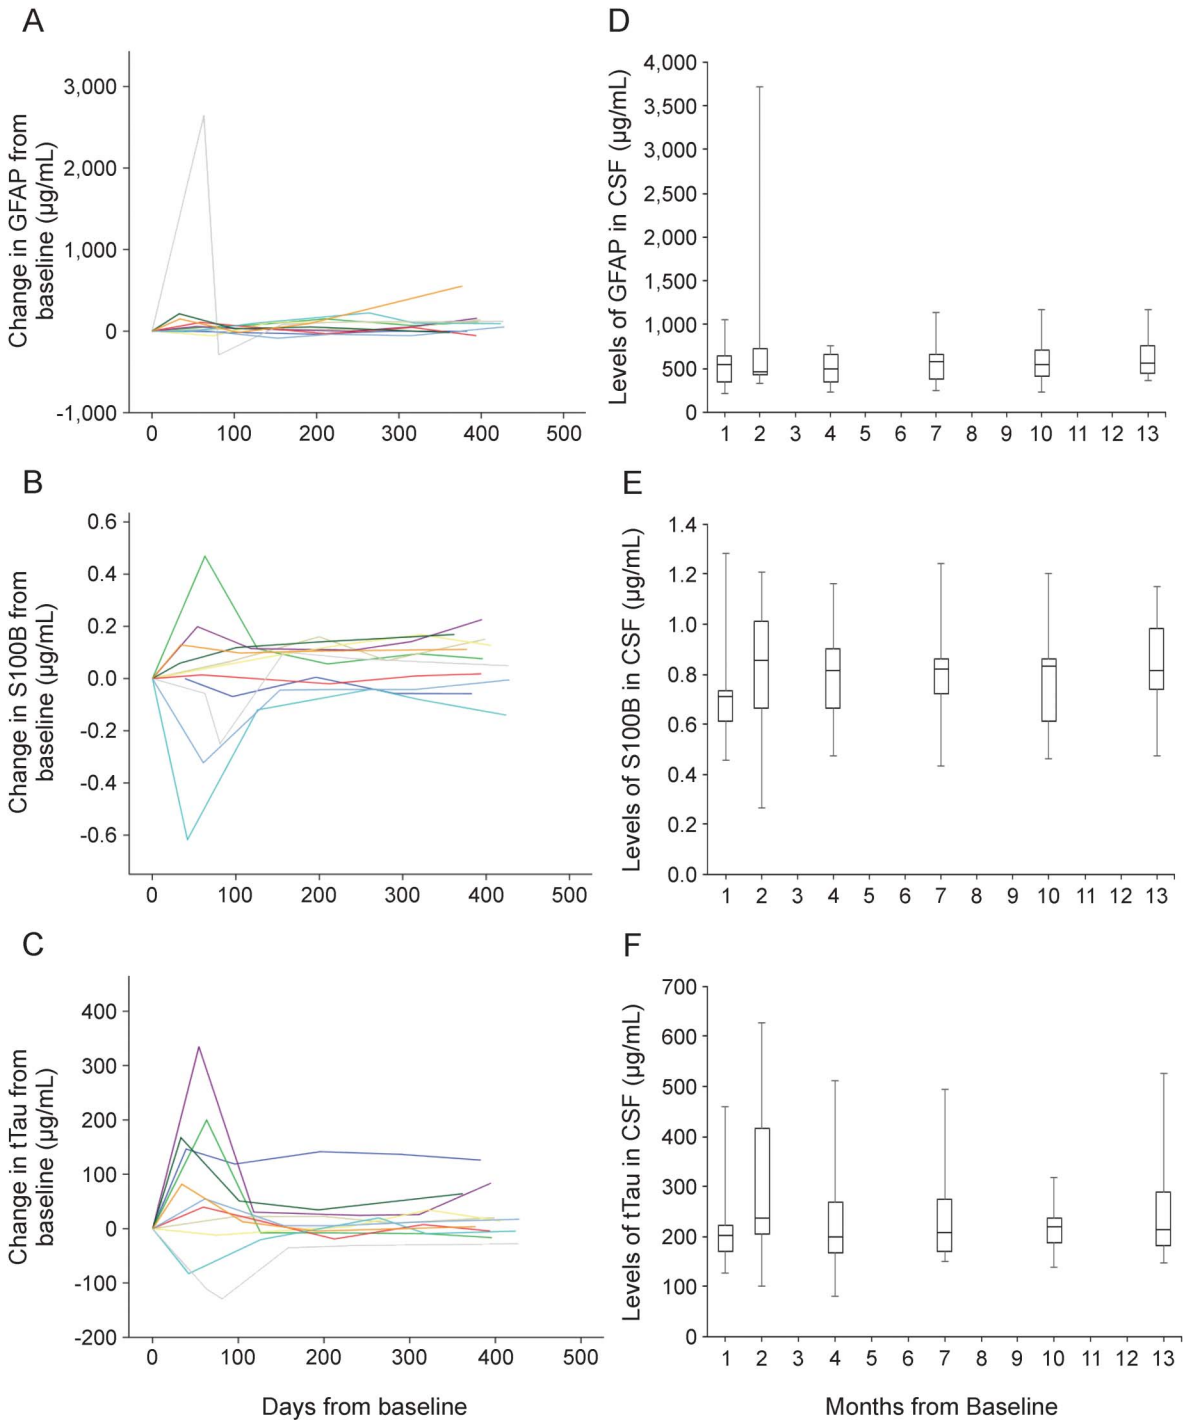 A
Change in GFAP from
baseline (µg/mL)
3,000
2,000
1,000
0
-1,000
0 100 200 300 400 500
D
Levels of GFAP in CSF (µg/mL)
4,000
3,500
3,000
2,500
2,000
1,500
1,000
500
0
1 2 3 4 5 6 7 8 9 10 11 12 13
B
Change in S100B from
baseline (µg/mL)
0.6
0.4
0.2
0.0
-0.2
-0.4
-0.6
0 100 200 300 400 500
E
Levels of S100B in CSF (µg/mL)
1.4
1.2
1.0
0.8
0.6
0.4
0.2
0.0
1 2 3 4 5 6 7 8 9 10 11 12 13
C
Change in tTau from
baseline (µg/mL)
400
300
200
100
0
-100
-200
0 100 200 300 400 500
Days from baseline
F
Levels of tTau in CSF (µg/mL)
700
600
500
400
300
200
100
0
1 2 3 4 5 6 7 8 9 10 11 12 13
Months from Baseline